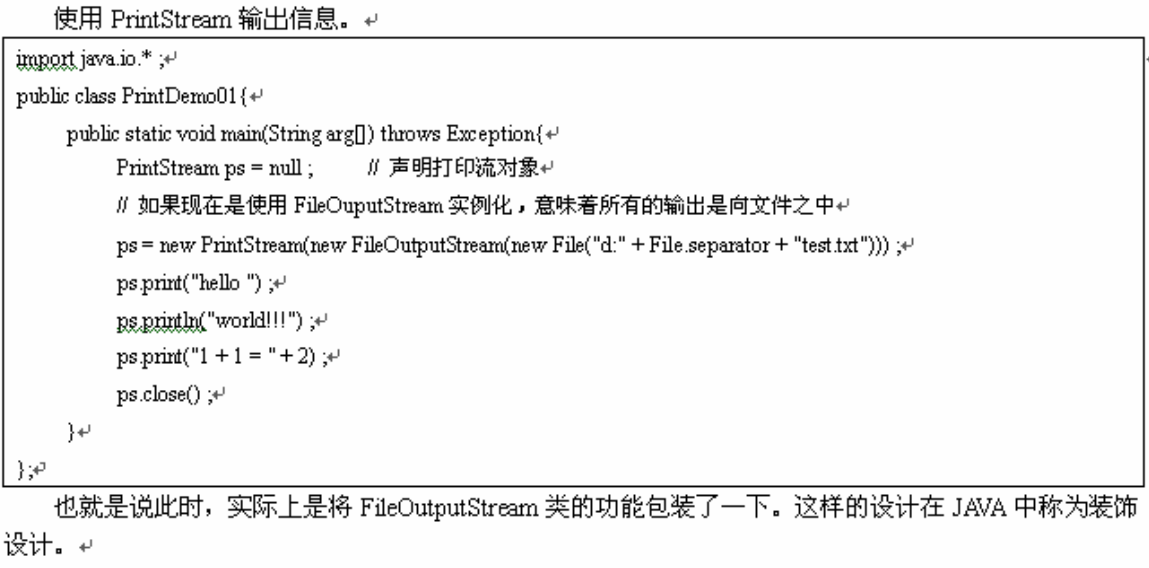 使用 PrintStream 输出信息。↵
import java.io.* ;↵
public class PrintDemo01{↵
public static void main(String arg[]) throws Exception{↵
PrintStream ps = null ; // 声明打印流对象↵
// 如果现在是使用 FileOuputStream 实例化，意味着所有的输出是向文件之中↵
ps = new PrintStream(new FileOutputStream(new File("d:" + File.separator + "test.txt"))) ;↵
ps.print("hello ") ;↵
ps.println("world!!!") ;↵
ps.print("1 + 1 = " + 2) ;↵
ps.close() ;↵
}↵
};↵
也就是说此时，实际上是将 FileOutputStream 类的功能包装了一下。这样的设计在 JAVA 中称为装饰
设计。↵